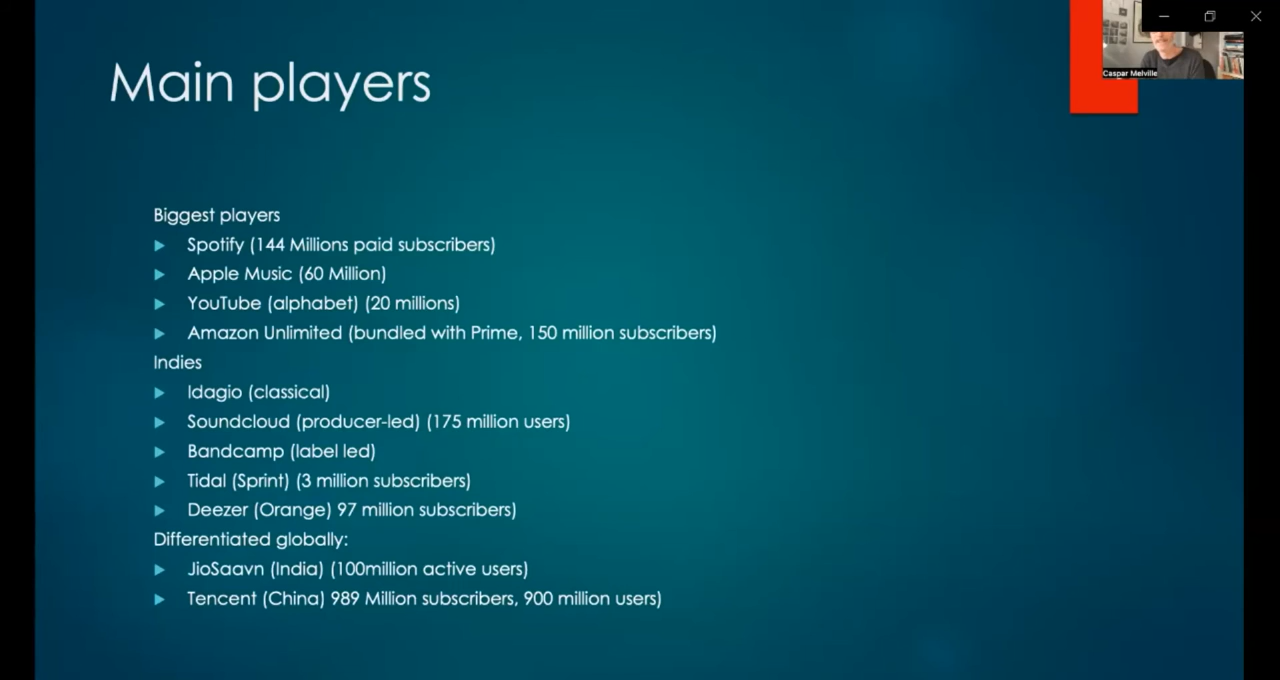 Main players
Caspar Melville
Biggest players
Spotify (144 Millions paid subscribers)
Apple Music (60 Million)
YouTube (alphabet) (20 millions)
Amazon Unlimited (bundled with Prime, 150 million subscribers)
Indies
Idagio (classical)
Soundcloud (producer-led) (175 million users)
Bandcamp (label led)
Tidal (Sprint) (3 million subscribers)
Deezer (Orange) 97 million subscribers)
Differentiated globally:
JioSaavn (India) (100million active users)
Tencent (China) 989 Million subscribers, 900 million users)